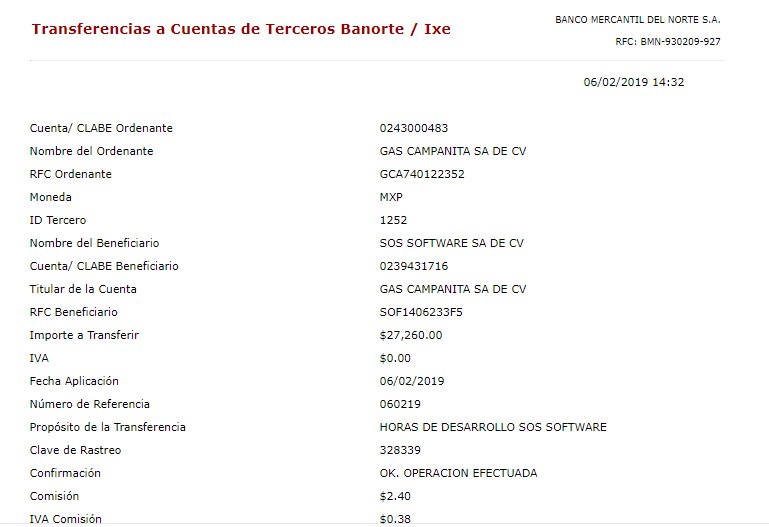 Transferencias a Cuentas de Terceros Banorte / Ixe
BANCO MERCANTIL DEL NORTE S.A.
RFC: BMN-930209-927
06/02/2019 14:32
Cuenta/ CLABE Ordenante 0243000483
Nombre del Ordenante GAS CAMPANITA SA DE CV
RFC Ordenante GCA740122352
Moneda MXP
ID Tercero 1252
Nombre del Beneficiario SOS SOFTWARE SA DE CV
Cuenta/ CLABE Beneficiario 0239431716
Titular de la Cuenta GAS CAMPANITA SA DE CV
RFC Beneficiario SOF1406233F5
Importe a Transferir $27,260.00
IVA $0.00
Fecha Aplicación 06/02/2019
Número de Referencia 060219
Propósito de la Transferencia HORAS DE DESARROLLO SOS SOFTWARE
Clave de Rastreo 328339
Confirmación OK. OPERACION EFECTUADA
Comisión $2.40
IVA Comisión $0.38